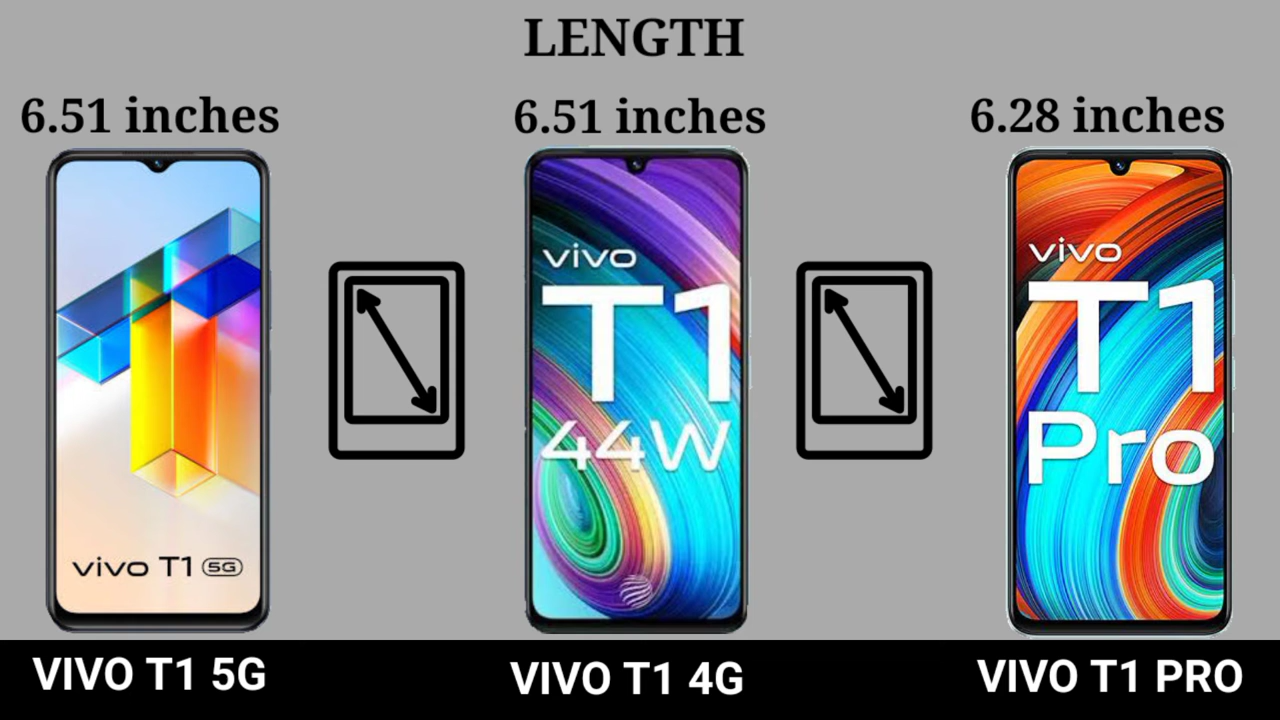 LENGTH
6.51 inches
6.51 inches
6.28 inches
vivo T1 5G
vivo
T1
44W
vivo
T1
Pro
VIVO T1 5G
VIVO T1 4G
VIVO T1 PRO